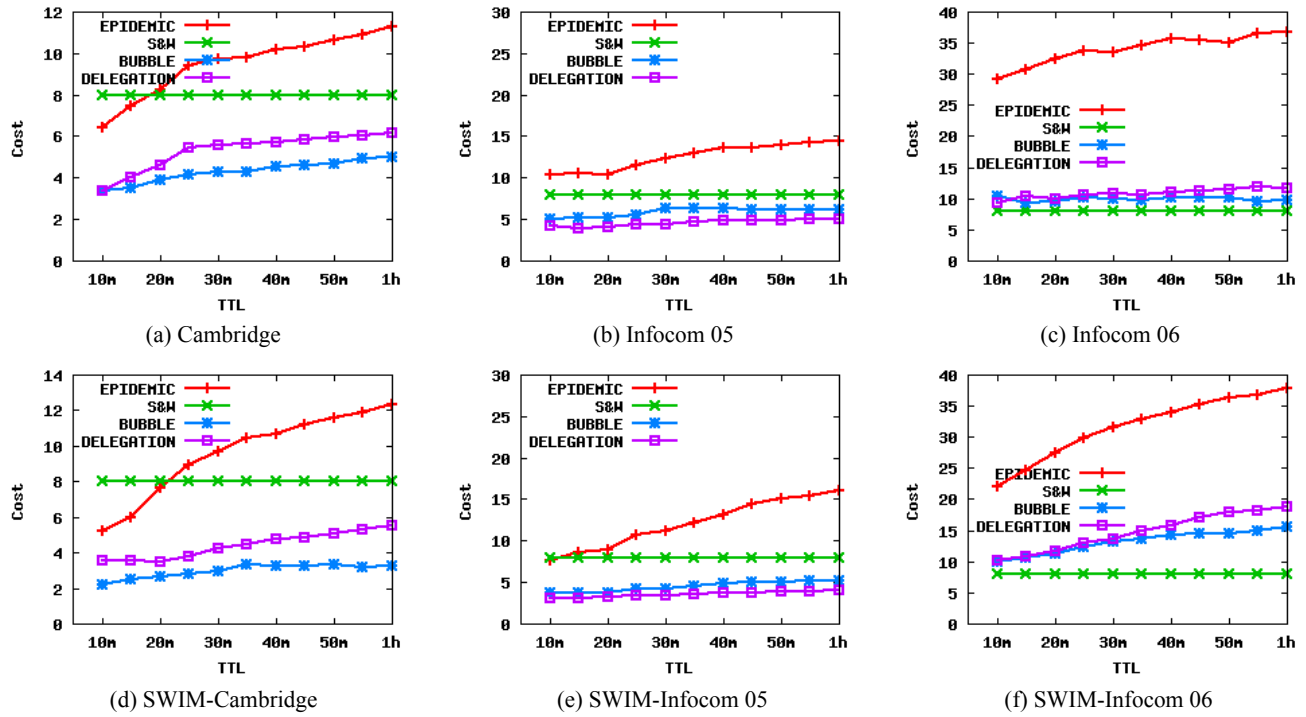 12
10
8
6
4
2
0
Cost
EPIDEMIC
S&W
BUBBLE
DELEGATION
10m 20m 30m 40m 50m 1h
TTL
(a) Cambridge
30
25
20
15
10
5
0
Cost
EPIDEMIC
S&W
BUBBLE
DELEGATION
10m 20m 30m 40m 50m 1h
TTL
(b) Infocom 05
40
35
30
25
20
15
10
5
0
Cost
EPIDEMIC
S&W
BUBBLE
DELEGATION
10m 20m 30m 40m 50m 1h
TTL
(c) Infocom 06
14
12
10
8
6
4
2
0
Cost
EPIDEMIC
S&W
BUBBLE
DELEGATION
10m 20m 30m 40m 50m 1h
TTL
(d) SWIM-Cambridge
30
25
20
15
10
5
0
Cost
EPIDEMIC
S&W
BUBBLE
DELEGATION
10m 20m 30m 40m 50m 1h
TTL
(e) SWIM-Infocom 05
40
35
30
25
20
15
10
5
0
Cost
EPIDEMIC
S&W
BUBBLE
DELEGATION
10m 20m 30m 40m 50m 1h
TTL
(f) SWIM-Infocom 06